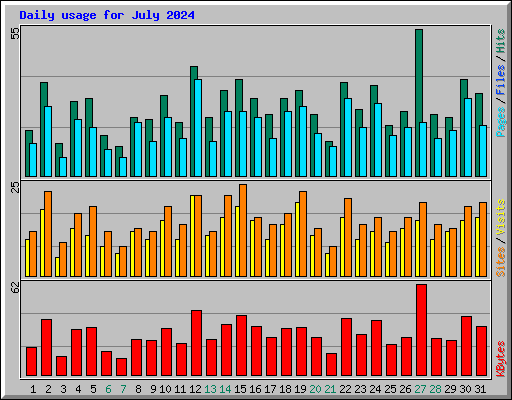 Daily usage for July 2024
55
Pages / Files / Hits
25
Sites / Visits
62
KBytes
1 2 3 4 5 6 7 8 9 10 11 12 13 14 15 16 17 18 19 20 21 22 23 24 25 26 27 28 29 30 31